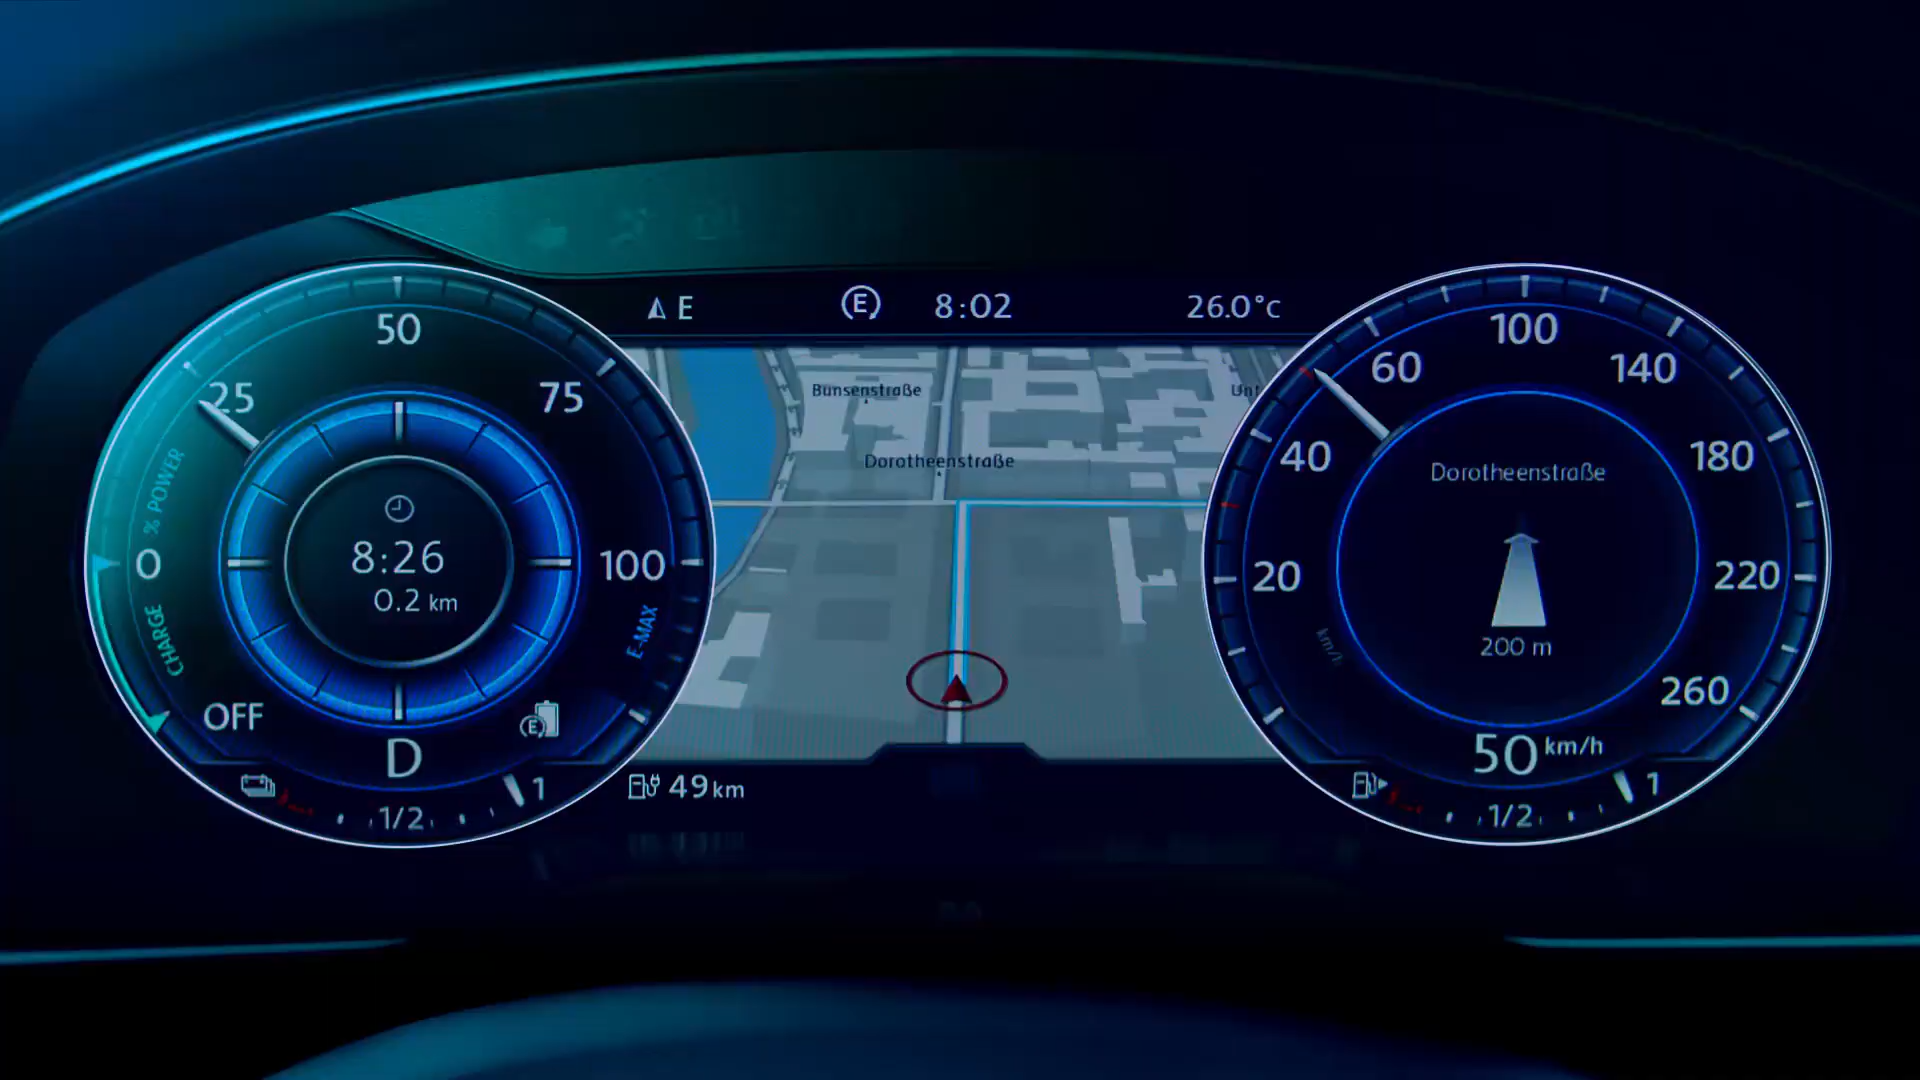 E
E
8:02
26.0°C
50
25
75
0
100
% POWER
CHARGE
E-MAX
8:26
0.2 km
OFF
D
E
1/2
1
Bunsenstraße
Dorotheenstraße
Unt
49 km
100
60
140
40
180
20
220
260
km/h
Dorotheenstraße
200 m
50 km/h
1/2
1